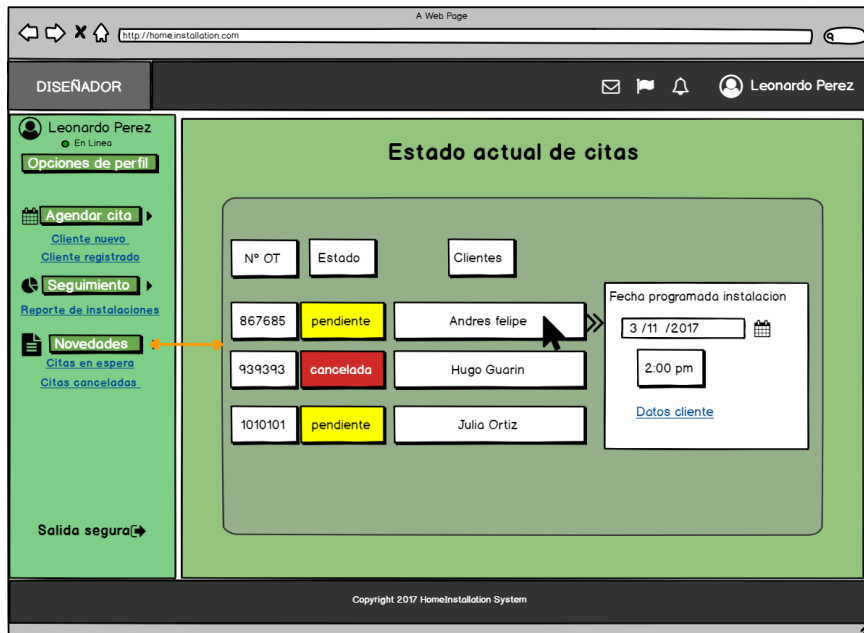 A Web Page
http://home.installation.com
DISEÑADOR
Leonardo Perez
Leonardo Perez
En Linea
Opciones de perfil
Agendar cita
Cliente nuevo
Cliente registrado
Seguimiento
Reporte de instalaciones
Novedades
Citas en espera
Citas canceladas
Salida segura
Estado actual de citas
Nº OT Estado Clientes
867685 pendiente Andres felipe
939393 cancelada Hugo Guarin
1010101 pendiente Julia Ortiz
Fecha programada instalacion
3 /11 /2017
2:00 pm
Datos cliente
Copyright 2017 HomeInstallation System